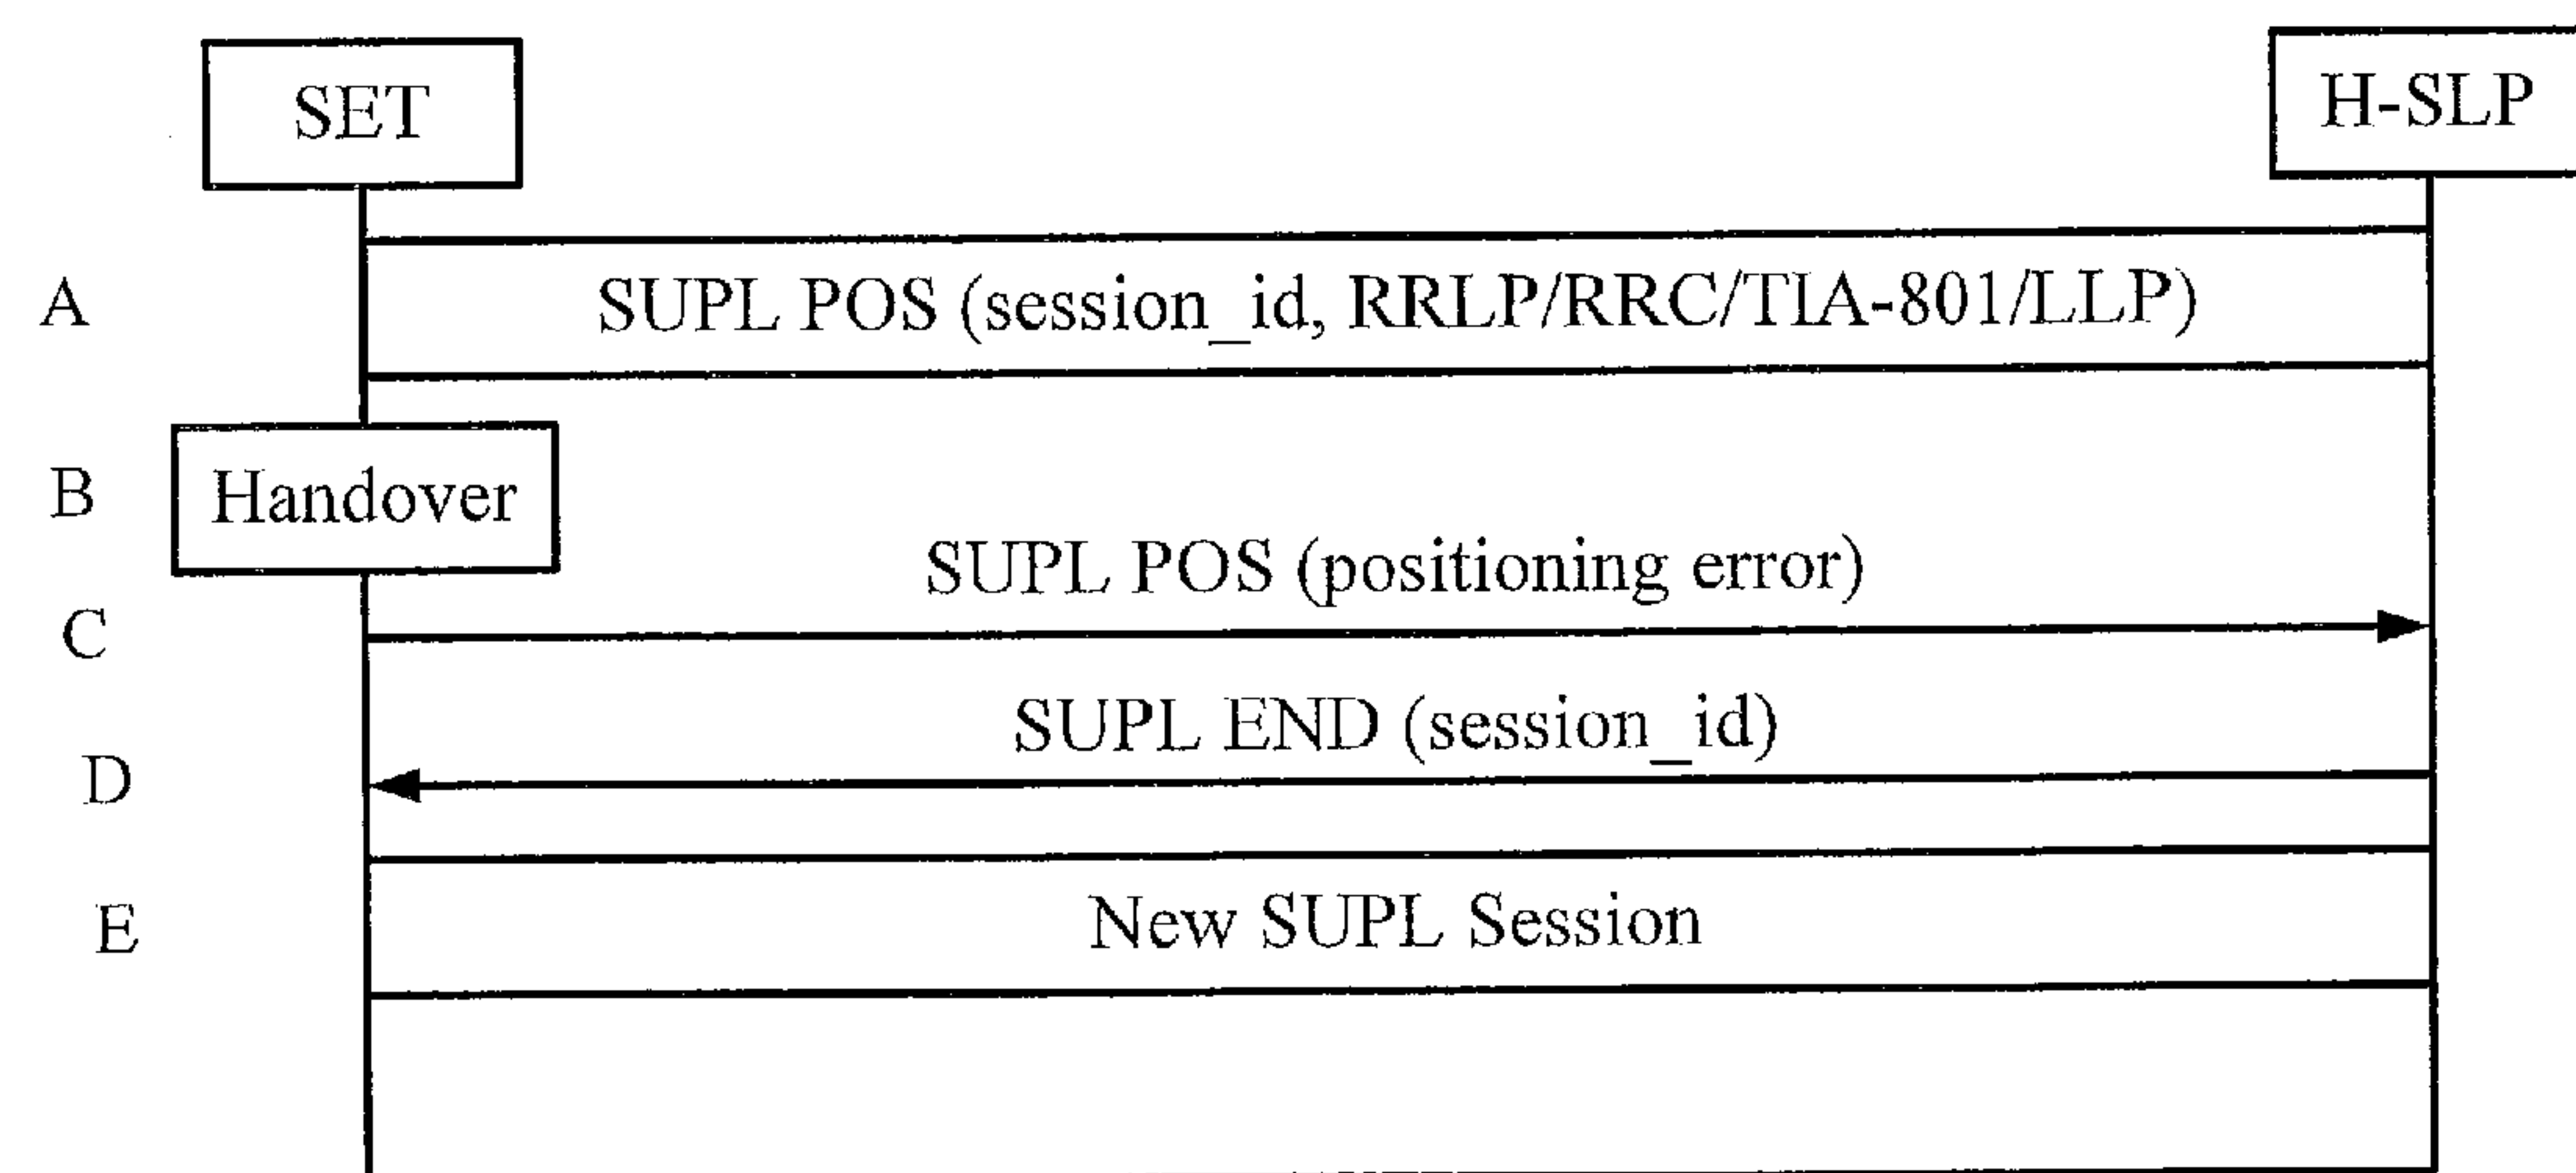 SET
H-SLP
A
SUPL POS (session_id, RRLP/RRC/TIA-801/LLP)
B
Handover
SUPL POS (positioning error)
C
SUPL END (session_id)
D
E
New SUPL Session